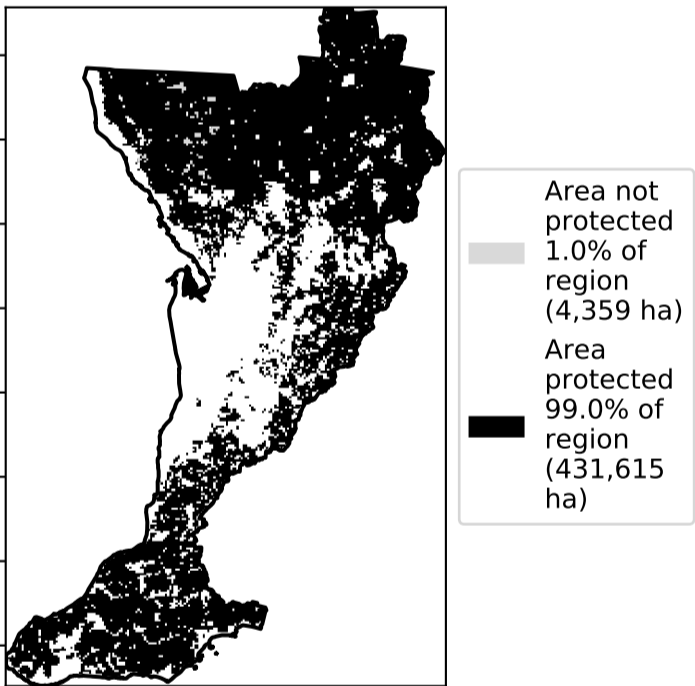 Area not
protected
1.0% of
region
(4,359 ha)
Area
protected
99.0% of
region
(431,615
ha)